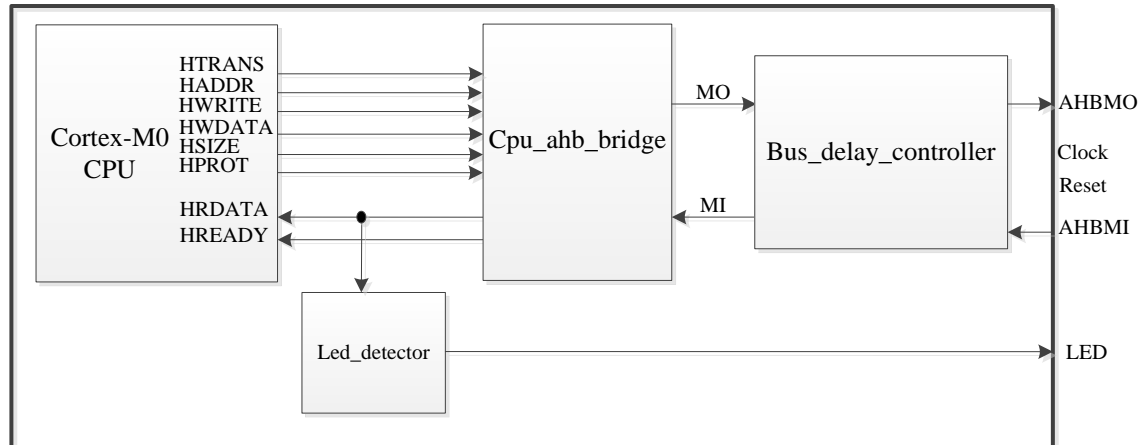 HTRANS
HADDR
HWRITE
HWDATA
HSIZE
HPROT
HRDATA
HREADY
Cortex-M0
CPU
Cpu_ahb_bridge
MO
MI
Bus_delay_controller
AHBMO
Clock
Reset
AHBMI
Led_detector
LED